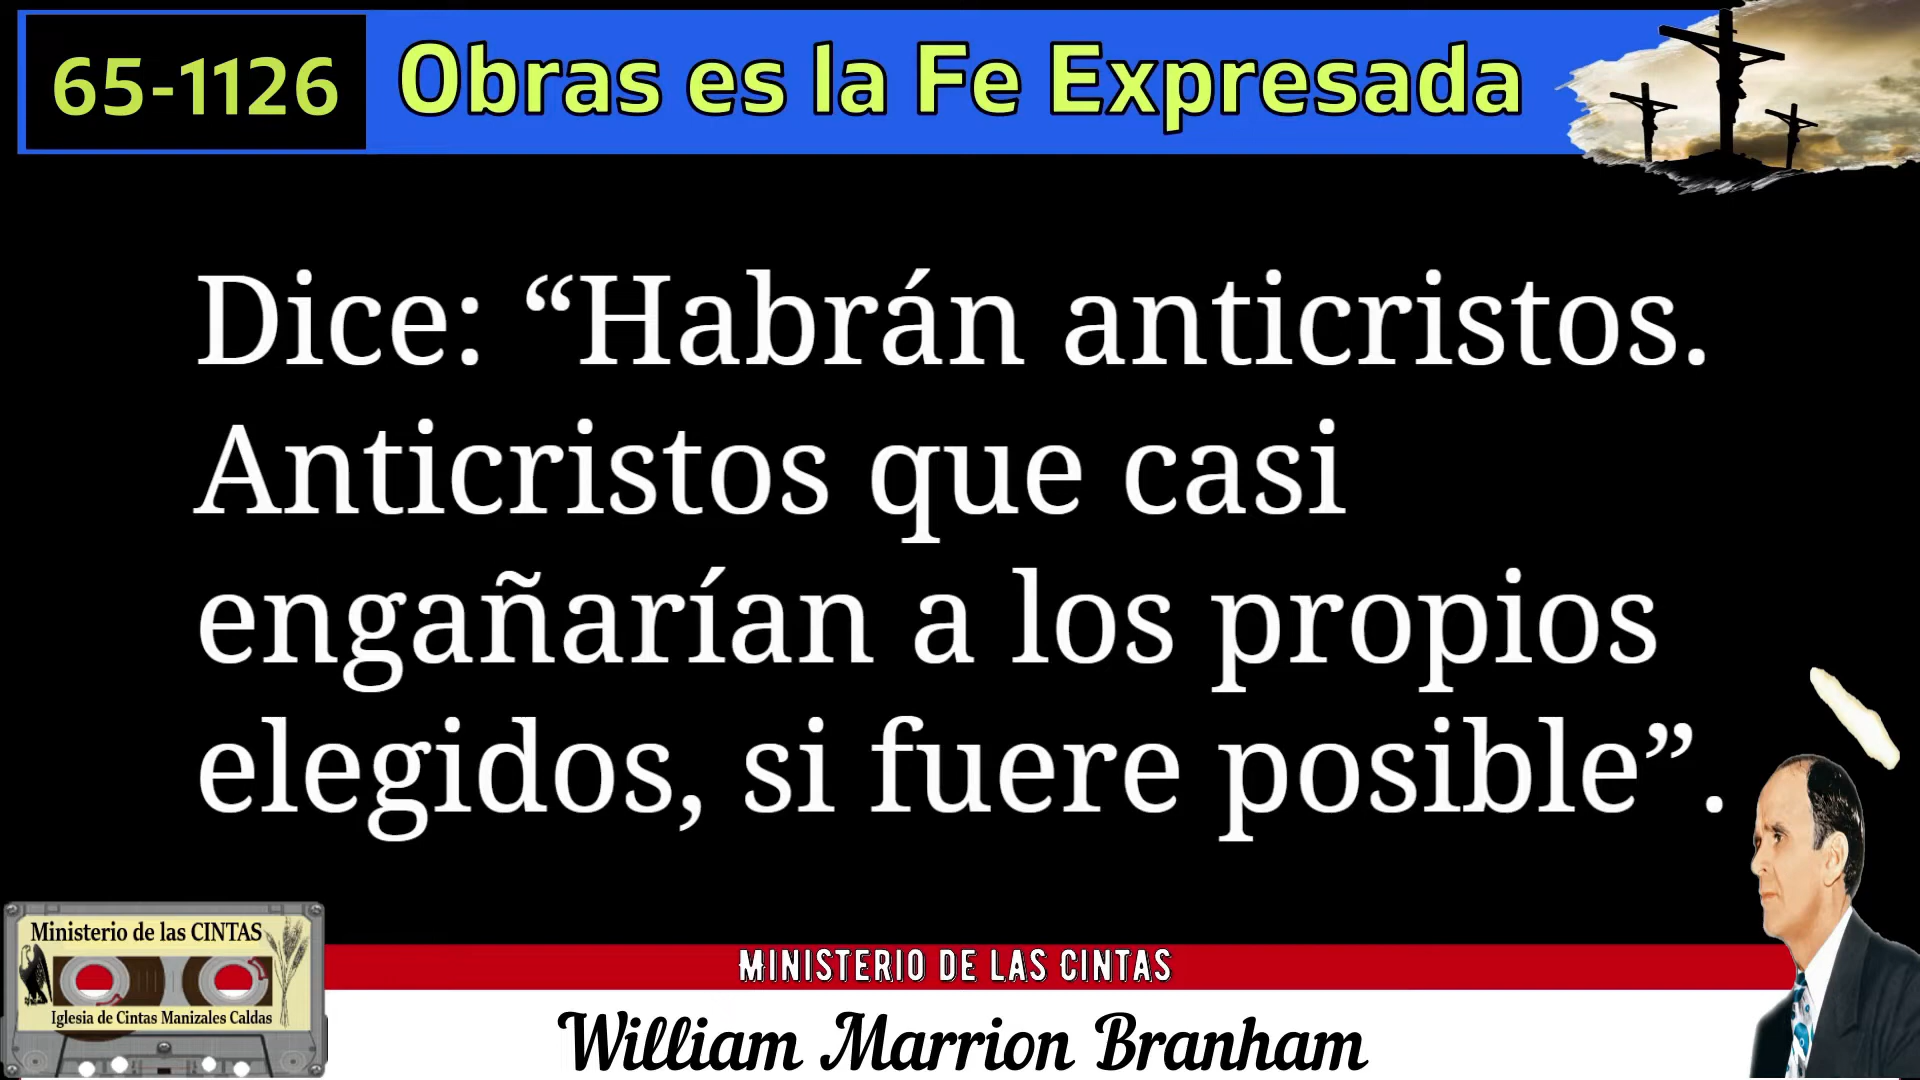 65-1126
Obras es la Fe Expresada
Dice: “Habrán anticristos.
Anticristos que casi
engañarían a los propios
elegidos, si fuere posible”.
Ministerio de las CINTAS
Iglesia de Cintas Manizales Caldas
MINISTERIO DE LAS CINTAS
William Marrion Branham